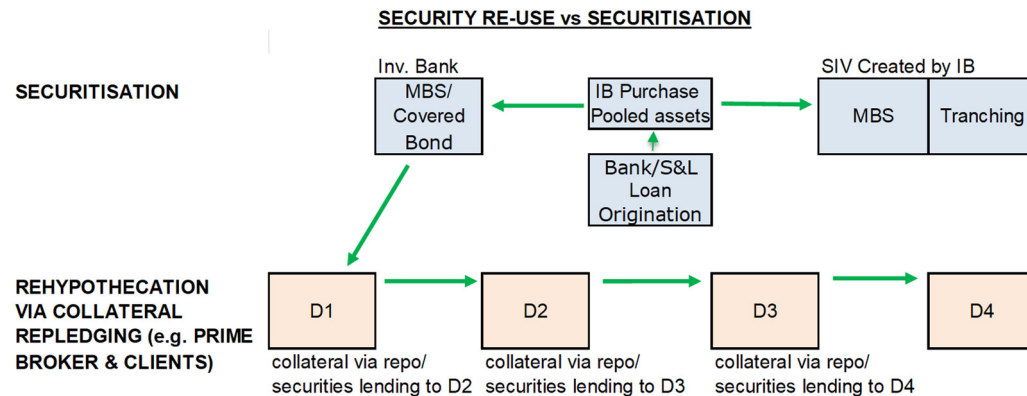 SECURITY RE-USE vs SECURITISATION
SECURITISATION
Inv. Bank
MBS/
Covered
Bond
IB Purchase
Pooled assets
Bank/S&L
Loan
Origination
SIV Created by IB
MBS
Tranching
REHYPOTHECATION
VIA COLLATERAL
REPLEDGING (e.g. PRIME
BROKER & CLIENTS)
D1
D2
D3
D4
collateral via repo/
securities lending to D2
collateral via repo/
securities lending to D3
collateral via repo/
securities lending to D4